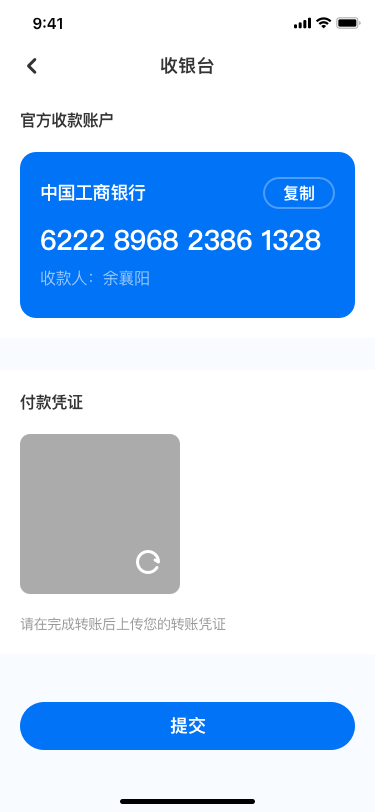 9:41
收银台
官方收款账户
中国工商银行
复制
6222 8968 2386 1328
收款人：余襄阳
付款凭证
请在完成转账后上传您的转账凭证
提交